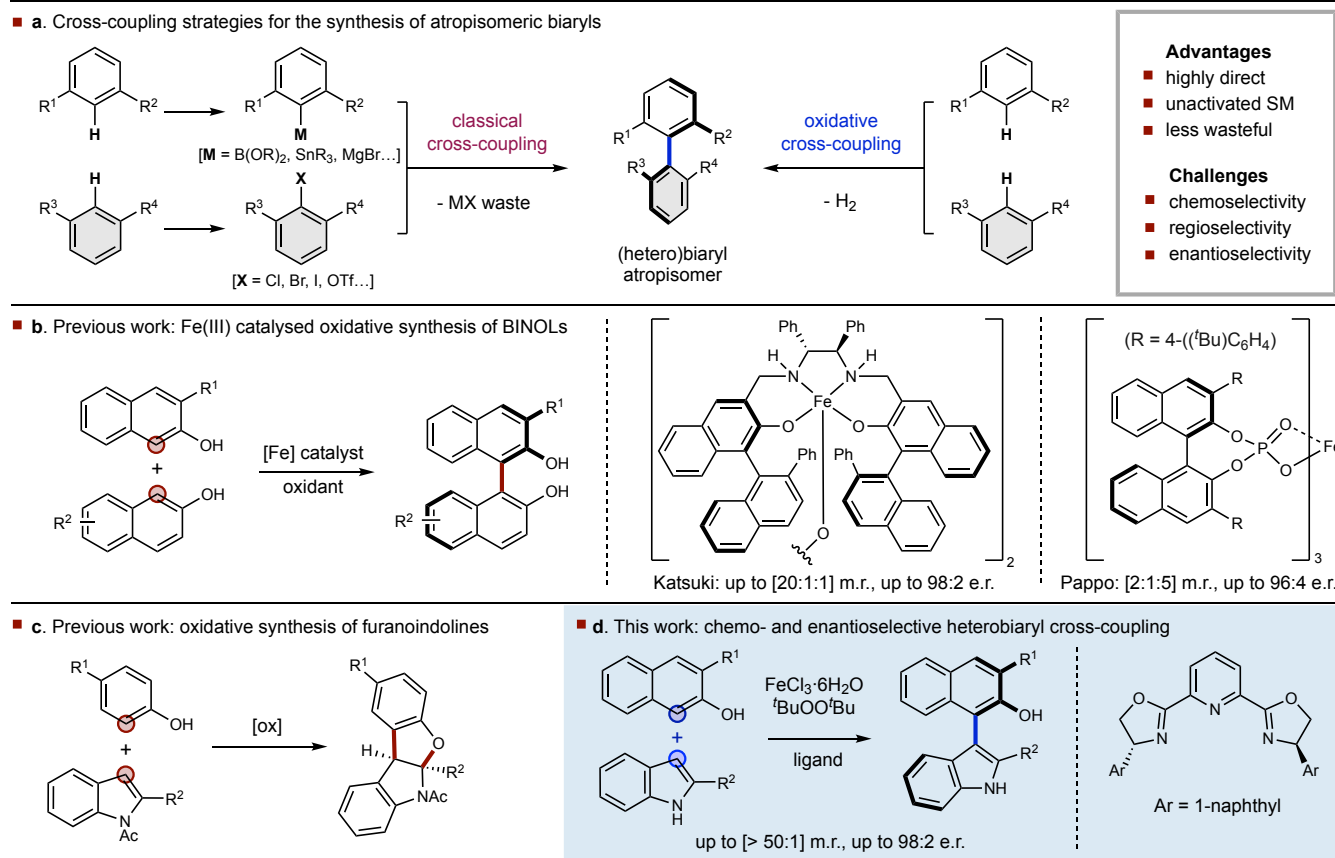 a. Cross-coupling strategies for the synthesis of atropisomeric biaryls
R¹ R² H
R¹ R² M
[M = B(OR)₂, SnR₃, MgBr…]
H R³ R⁴
X R³ R⁴
[X = Cl, Br, I, OTf…]
classical
cross-coupling
- MX waste
R¹ R²
R³ R⁴
(hetero)biaryl
atropisomer
oxidative
cross-coupling
- H₂
R¹ R² H
H
R³ R⁴
Advantages
highly direct
unactivated SM
less wasteful
Challenges
chemoselectivity
regioselectivity
enantioselectivity
b. Previous work: Fe(III) catalysed oxidative synthesis of BINOLs
R¹
OH
+
OH
R²
[Fe] catalyst
oxidant
R¹
OH
OH
R²
Ph Ph
H H
N N
Fe
O O
Ph Ph
O
2
Katsuki: up to [20:1:1] m.r., up to 98:2 e.r.
(R = 4-((ᵗBu)C₆H₄)
R
O O
P Fe
O O
R
3
Pappo: [2:1:5] m.r., up to 96:4 e.r.
c. Previous work: oxidative synthesis of furanoindolines
R¹
OH
+
R²
N
Ac
[ox]
R¹
H O
R²
NAc
d. This work: chemo- and enantioselective heterobiaryl cross-coupling
R¹
OH
+
R²
N
H
FeCl₃·6H₂O
ᵗBuOOᵗBu
ligand
R¹
OH
R²
NH
up to [> 50:1] m.r., up to 98:2 e.r.
O O
N N N
Ar Ar
Ar = 1-naphthyl